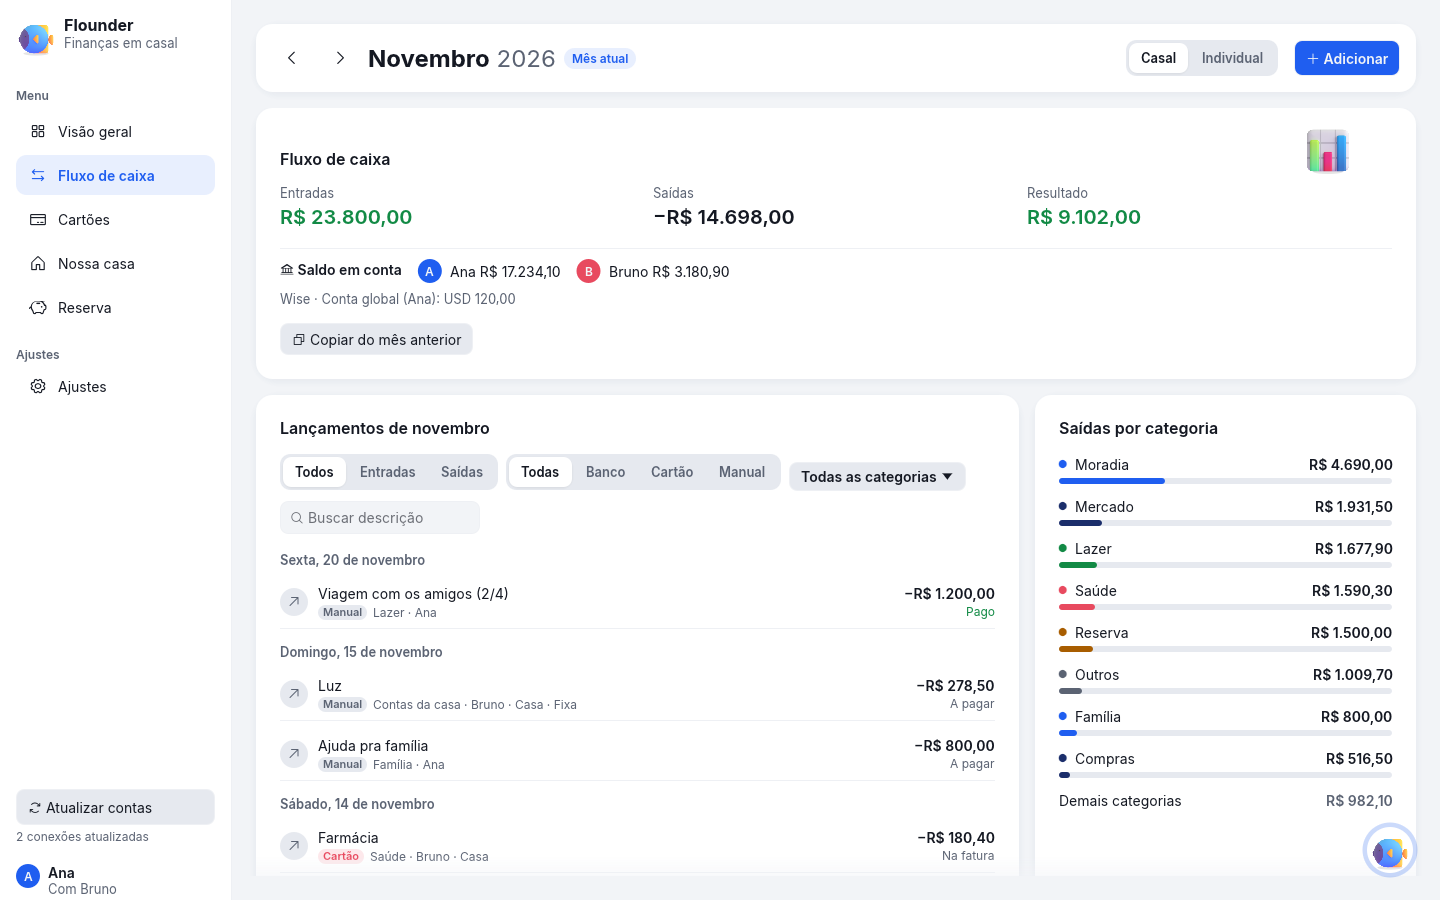 Flounder
Finanças em casal
Menu
Visão geral
Fluxo de caixa
Cartões
Nossa casa
Reserva
Ajustes
Ajustes
Atualizar contas
2 conexões atualizadas
A
Ana
Com Bruno
Novembro 2026 Mês atual
Casal Individual
Adicionar
Fluxo de caixa
Entradas Saídas Resultado
R$ 23.800,00 −R$ 14.698,00 R$ 9.102,00
Saldo em conta A Ana R$ 17.234,10 B Bruno R$ 3.180,90
Wise · Conta global (Ana): USD 120,00
Copiar do mês anterior
Lançamentos de novembro
Todos Entradas Saídas Todas Banco Cartão Manual Todas as categorias
Buscar descrição
Sexta, 20 de novembro
Viagem com os amigos (2/4) −R$ 1.200,00
Manual Lazer · Ana Pago
Domingo, 15 de novembro
Luz −R$ 278,50
Manual Contas da casa · Bruno · Casa · Fixa A pagar
Ajuda pra família −R$ 800,00
Manual Família · Ana A pagar
Sábado, 14 de novembro
Farmácia −R$ 180,40
Cartão Saúde · Bruno · Casa Na fatura
Saídas por categoria
Moradia R$ 4.690,00
Mercado R$ 1.931,50
Lazer R$ 1.677,90
Saúde R$ 1.590,30
Reserva R$ 1.500,00
Outros R$ 1.009,70
Família R$ 800,00
Compras R$ 516,50
Demais categorias R$ 982,10